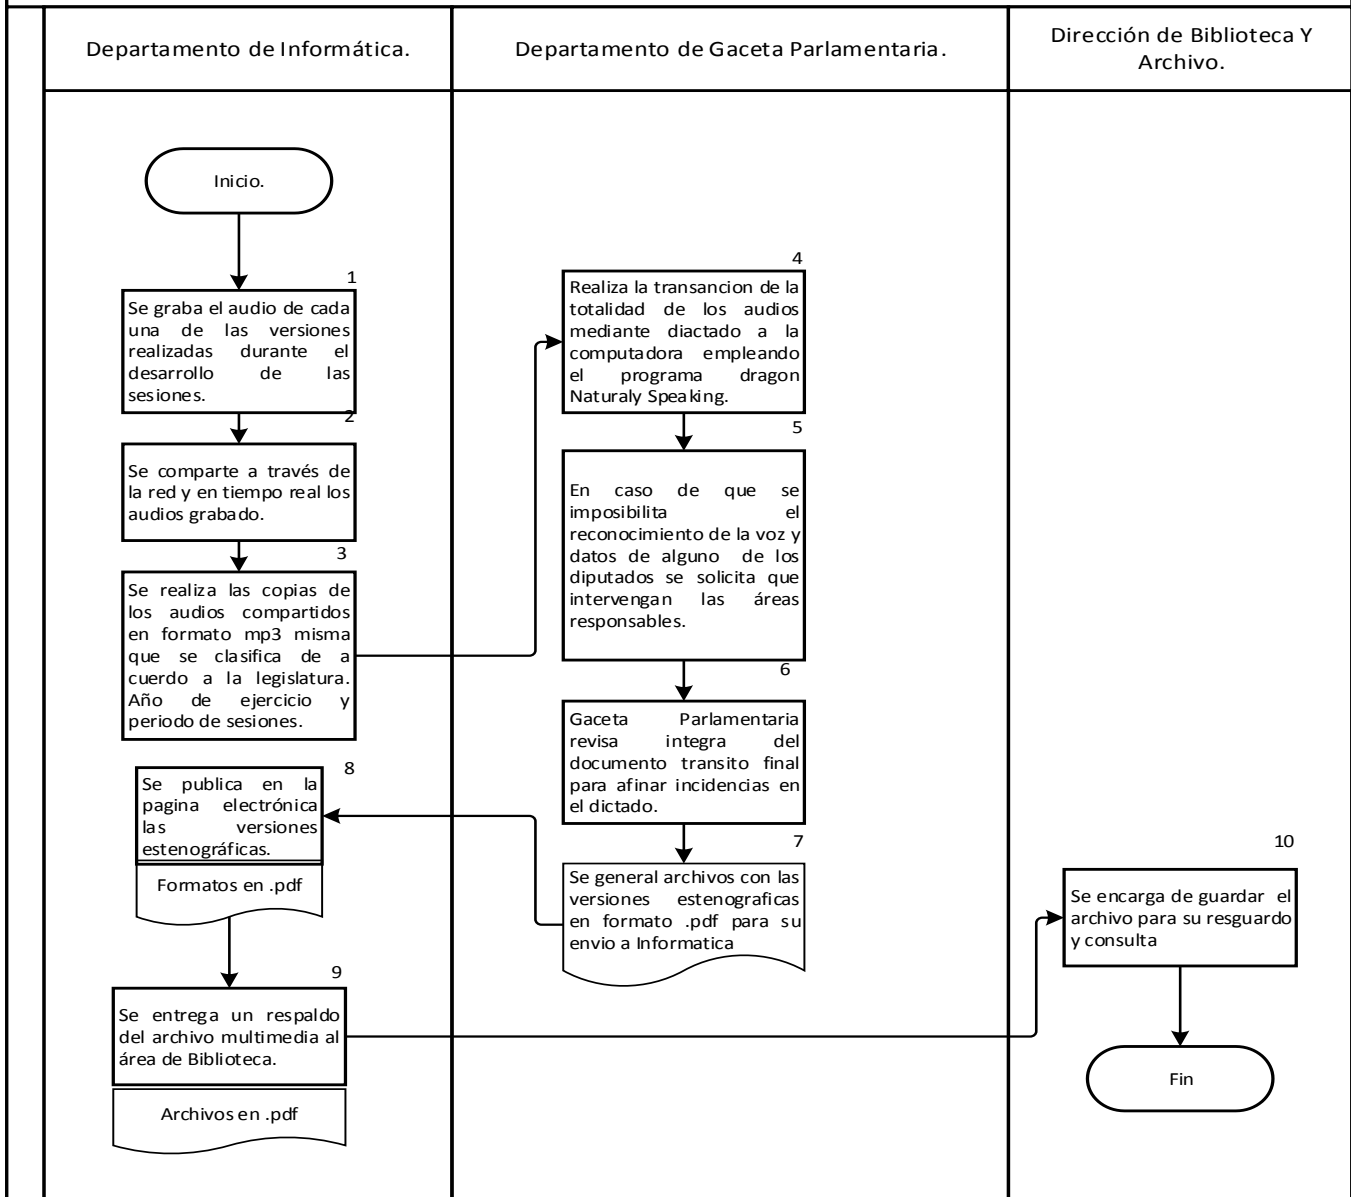 Departamento de Informática.
Departamento de Gaceta Parlamentaria.
Dirección de Biblioteca Y
Archivo.
Inicio.
1
Se graba el audio de cada
una de las versiones
realizadas durante el
desarrollo de las
sesiones.
2
Se comparte a través de
la red y en tiempo real los
audios grabado.
3
Se realiza las copias de
los audios compartidos
en formato mp3 misma
que se clasifica de a
cuerdo a la legislatura.
Año de ejercicio y
periodo de sesiones.
4
Realiza la transancion de la
totalidad de los audios
mediante diactado a la
computadora empleando
el programa dragon
Naturaly Speaking.
5
En caso de que se
imposibilita el
reconocimiento de la voz y
datos de alguno de los
diputados se solicita que
intervengan las áreas
responsables.
6
Gaceta Parlamentaria
revisa integra del
documento transito final
para afinar incidencias en
el dictado.
7
Se general archivos con las
versiones estenograficas
en formato .pdf para su
envio a Informatica
8
Se publica en la
pagina electrónica
las versiones
estenográficas.
Formatos en .pdf
9
Se entrega un respaldo
del archivo multimedia al
área de Biblioteca.
Archivos en .pdf
10
Se encarga de guardar el
archivo para su resguardo
y consulta
Fin